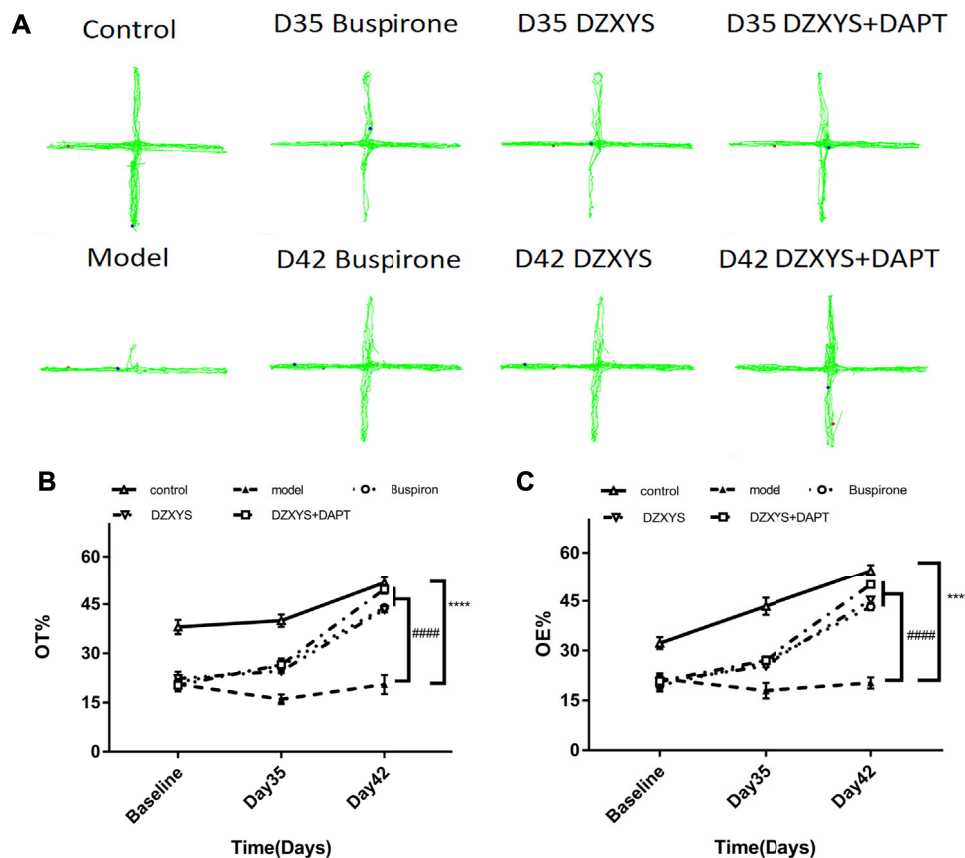 A
Control
D35 Buspirone
D35 DZXYS
D35 DZXYS+DAPT
Model
D42 Buspirone
D42 DZXYS
D42 DZXYS+DAPT
B
control
model
Buspiron
DZXYS
DZXYS+DAPT
OT%
60
45
30
15
0
####
****
Baseline
Day35
Day42
Time(Days)
C
control
model
Buspirone
DZXYS
DZXYS+DAPT
OE%
60
45
30
15
0
####
***
Baseline
Day35
Day42
Time(Days)